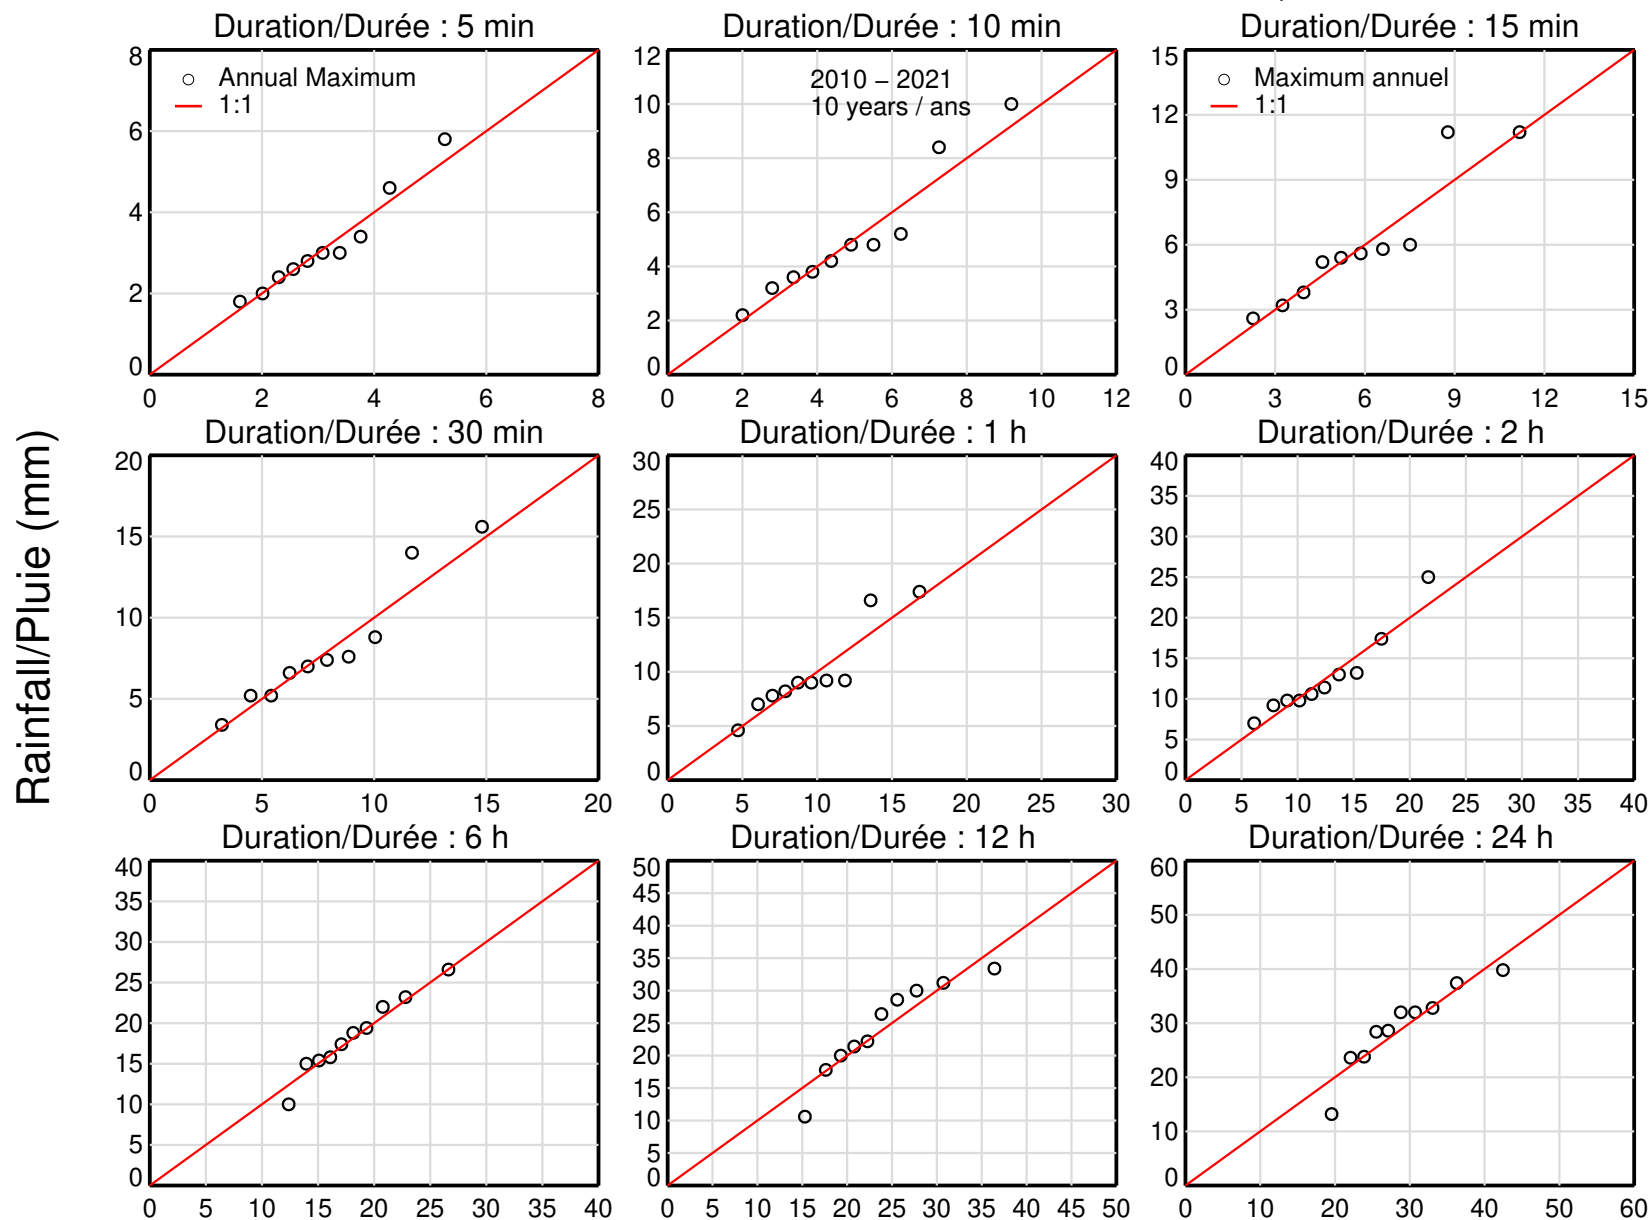 Duration/Durée : 5 min
Duration/Durée : 10 min
Duration/Durée : 15 min
8
6
4
2
0
0 2 4 6 8
Annual Maximum
1:1
12
10
8
6
4
2
0
0 2 4 6 8 10 12
2010 – 2021
10 years / ans
15
12
9
6
3
0
0 3 6 9 12 15
Maximum annuel
1:1
Rainfall/Pluie (mm)
Duration/Durée : 30 min
Duration/Durée : 1 h
Duration/Durée : 2 h
20
15
10
5
0
0 5 10 15 20
30
25
20
15
10
5
0
0 5 10 15 20 25 30
40
35
30
25
20
15
10
5
0
0 5 10 15 20 25 30 35 40
Duration/Durée : 6 h
Duration/Durée : 12 h
Duration/Durée : 24 h
40
35
30
25
20
15
10
5
0
0 5 10 15 20 25 30 35 40
50
45
40
35
30
25
20
15
10
5
0
0 5 10 15 20 25 30 35 40 45 50
60
50
40
30
20
10
0
0 10 20 30 40 50 60